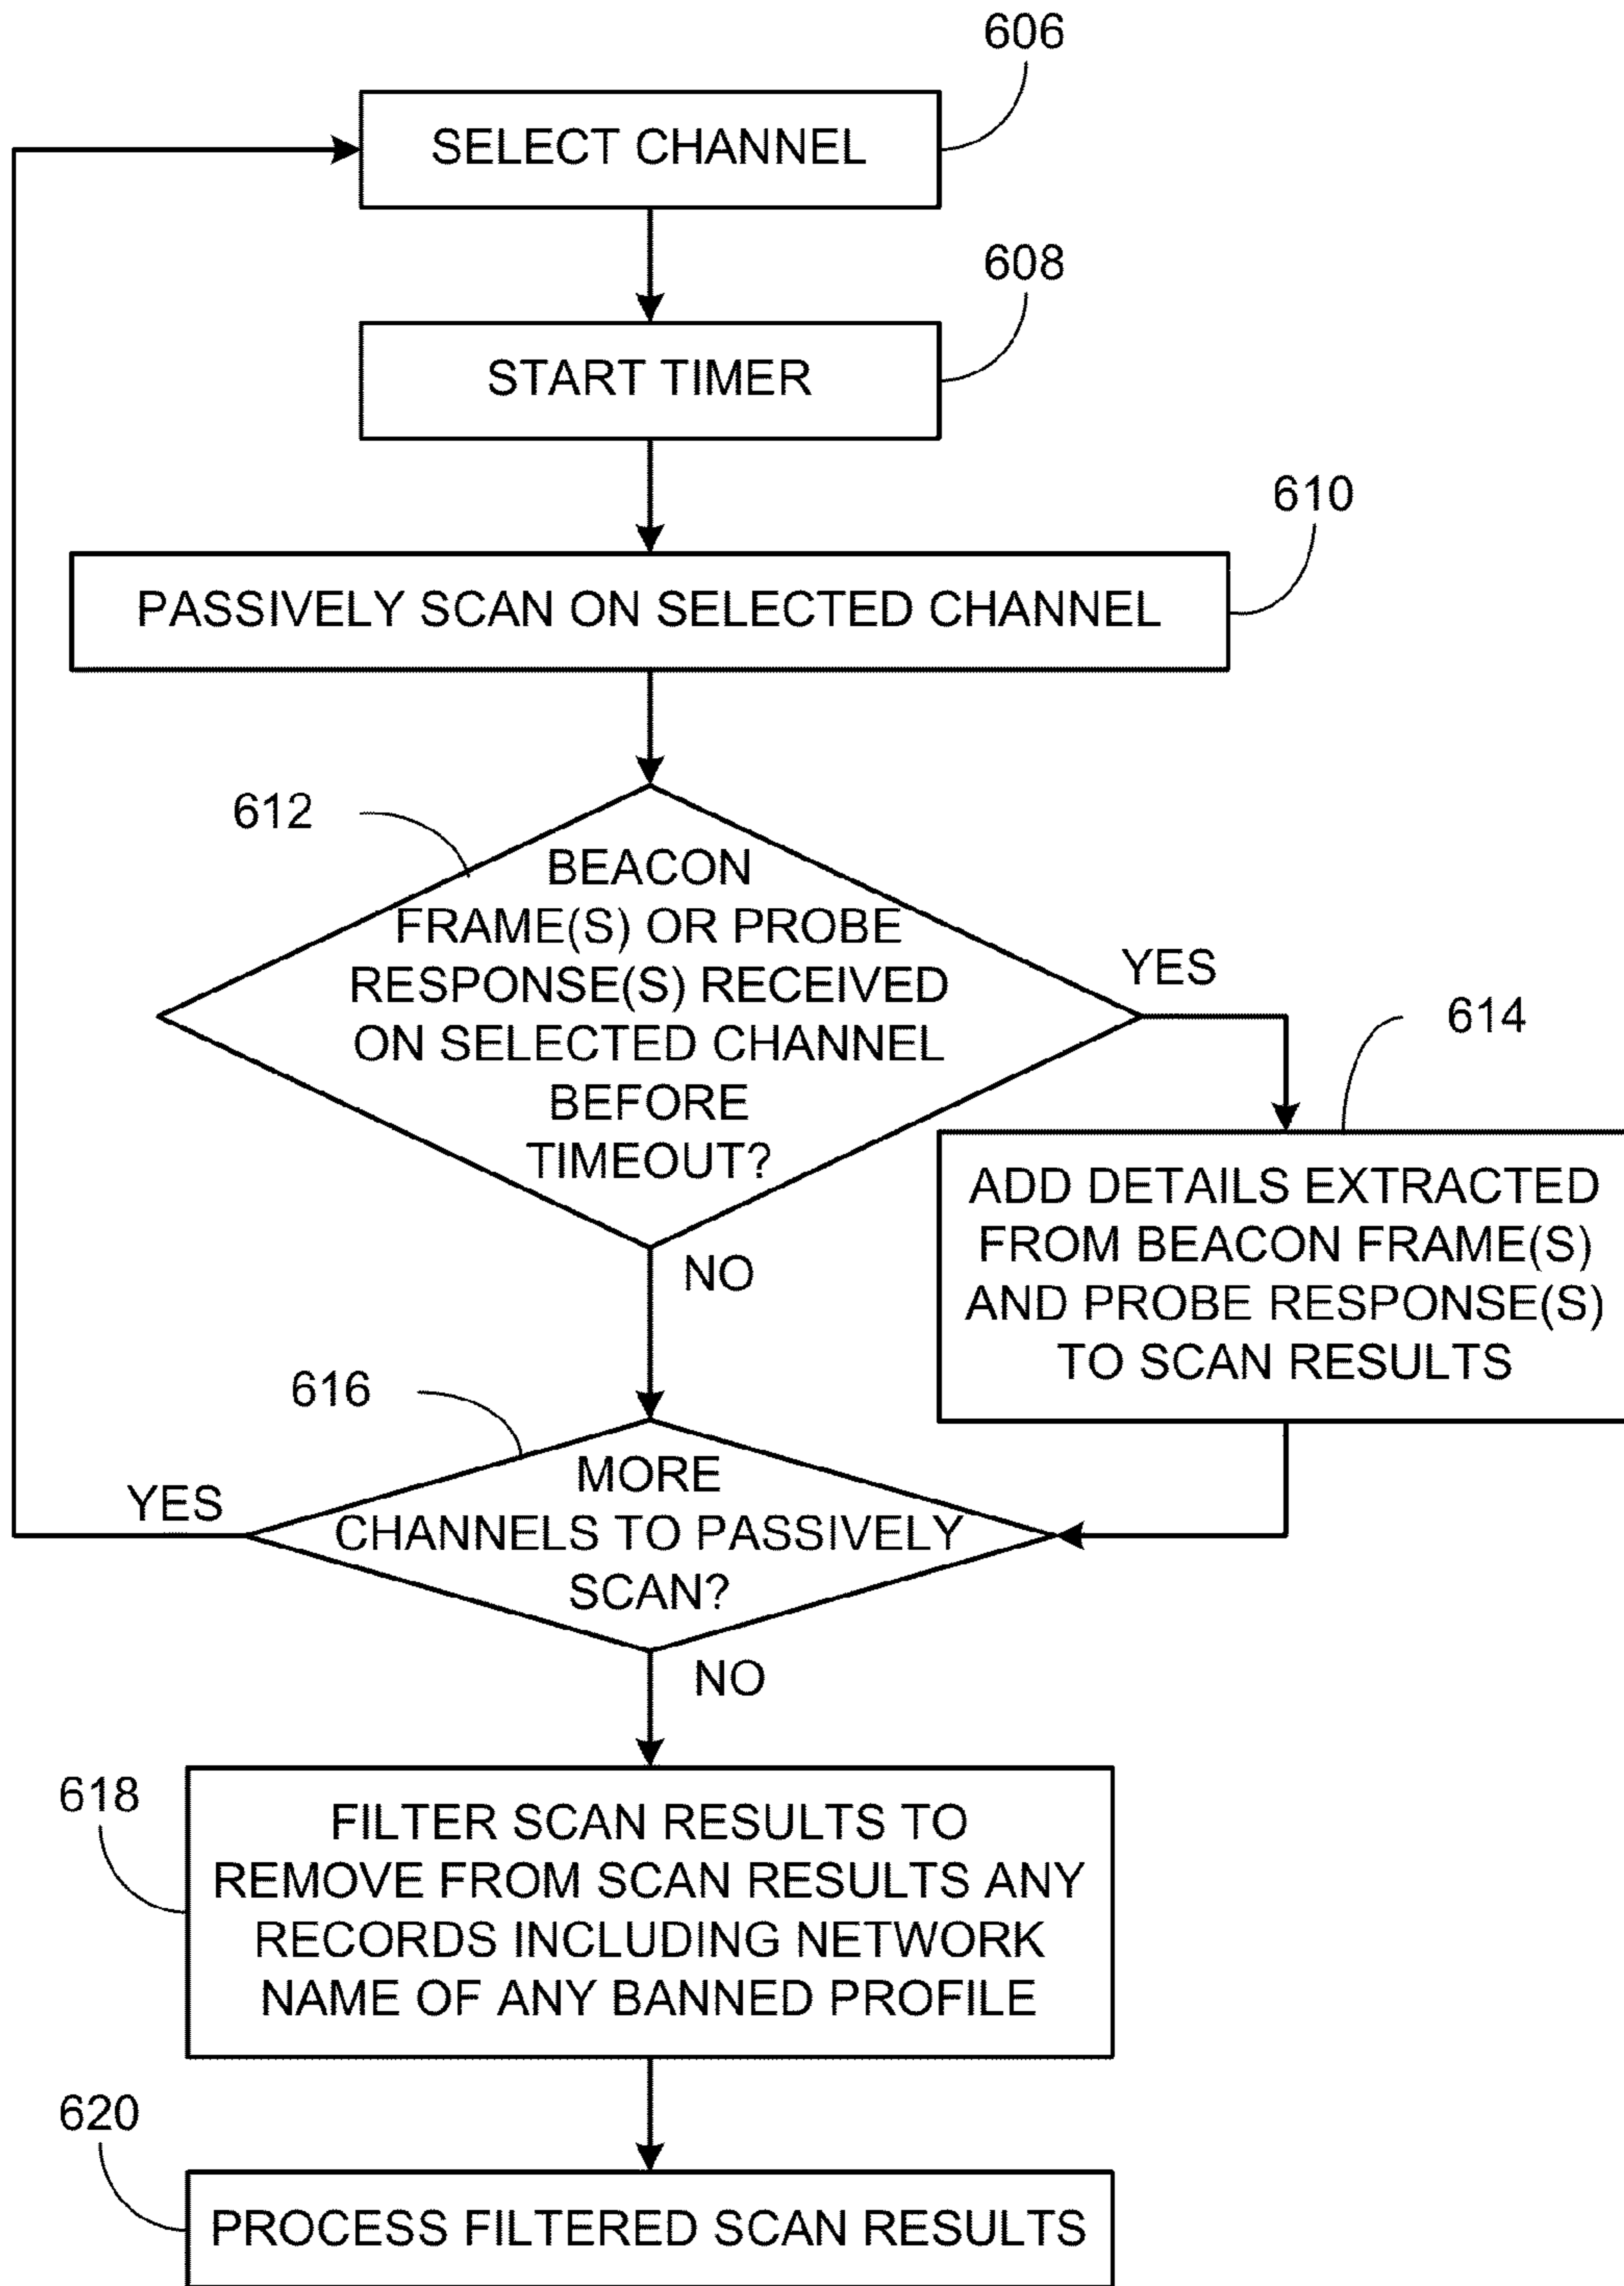 606
SELECT CHANNEL
608
START TIMER
610
PASSIVELY SCAN ON SELECTED CHANNEL
612
BEACON
FRAME(S) OR PROBE
RESPONSE(S) RECEIVED
ON SELECTED CHANNEL
BEFORE
TIMEOUT?
YES
614
ADD DETAILS EXTRACTED
FROM BEACON FRAME(S)
AND PROBE RESPONSE(S)
TO SCAN RESULTS
NO
616
MORE
CHANNELS TO PASSIVELY
SCAN?
YES
NO
618
FILTER SCAN RESULTS TO
REMOVE FROM SCAN RESULTS ANY
RECORDS INCLUDING NETWORK
NAME OF ANY BANNED PROFILE
620
PROCESS FILTERED SCAN RESULTS